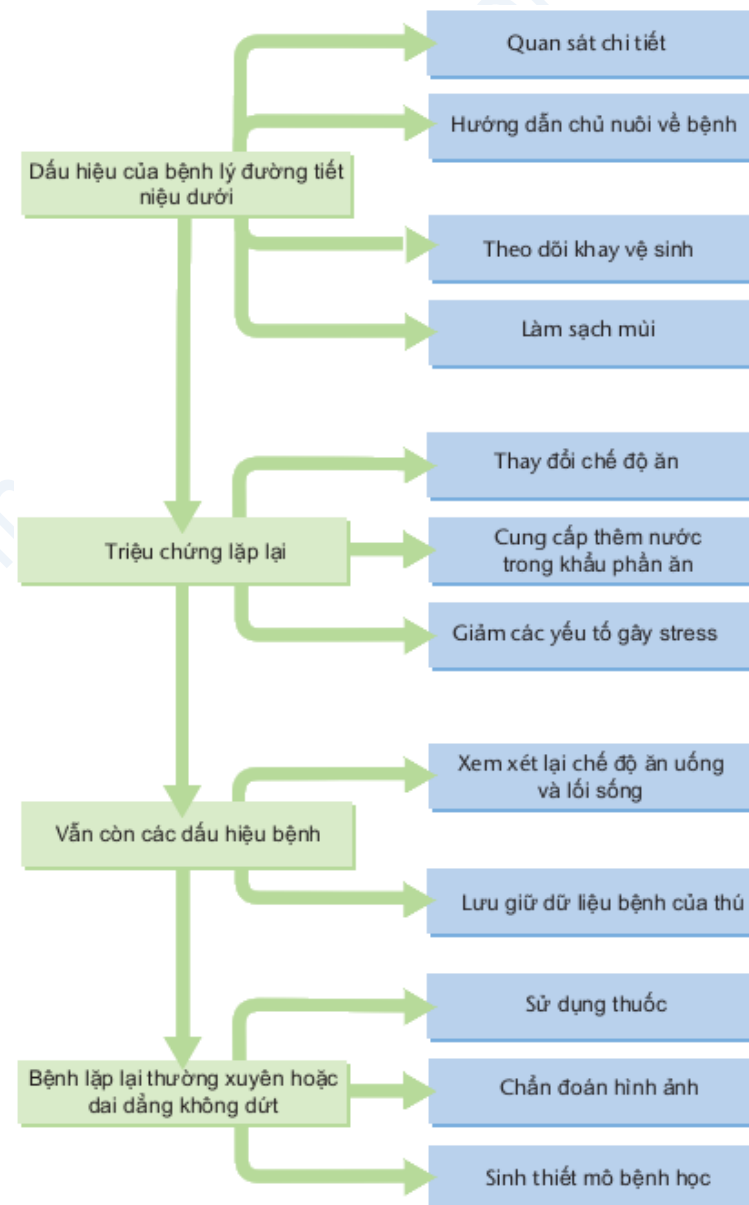 Quan sát chi tiết
Hướng dẫn chủ nuôi về bệnh
Dấu hiệu của bệnh lý đường tiết
niệu dưới
Theo dõi khay vệ sinh
Làm sạch mùi
Thay đổi chế độ ăn
Triệu chứng lặp lại
Cung cấp thêm nước
trong khẩu phần ăn
Giảm các yếu tố gây stress
Xem xét lại chế độ ăn uống
và lối sống
Vẫn còn các dấu hiệu bệnh
Lưu giữ dữ liệu bệnh của thú
Sử dụng thuốc
Bệnh lặp lại thường xuyên hoặc
dai dẳng không dứt
Chẩn đoán hình ảnh
Sinh thiết mô bệnh học